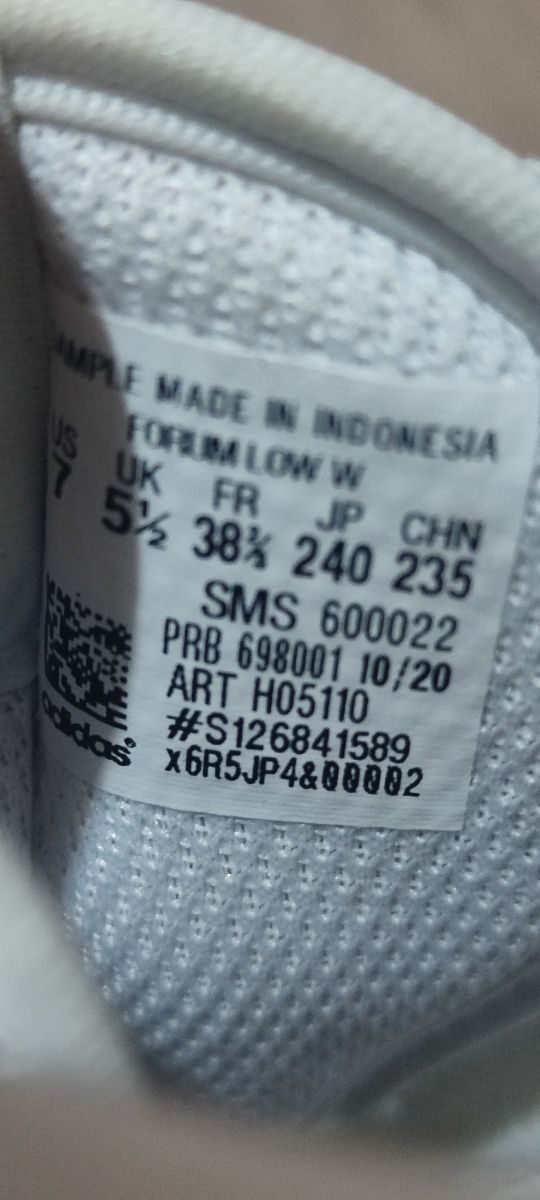 SAMPLE MADE IN INDONESIA
FORUM LOW W
US UK FR JP CHN
7 5½ 38⅔ 240 235
SMS 600022
PRB 698001 10/20
ART H05110
#S126841589
x6R5JP4&00002
adidas®